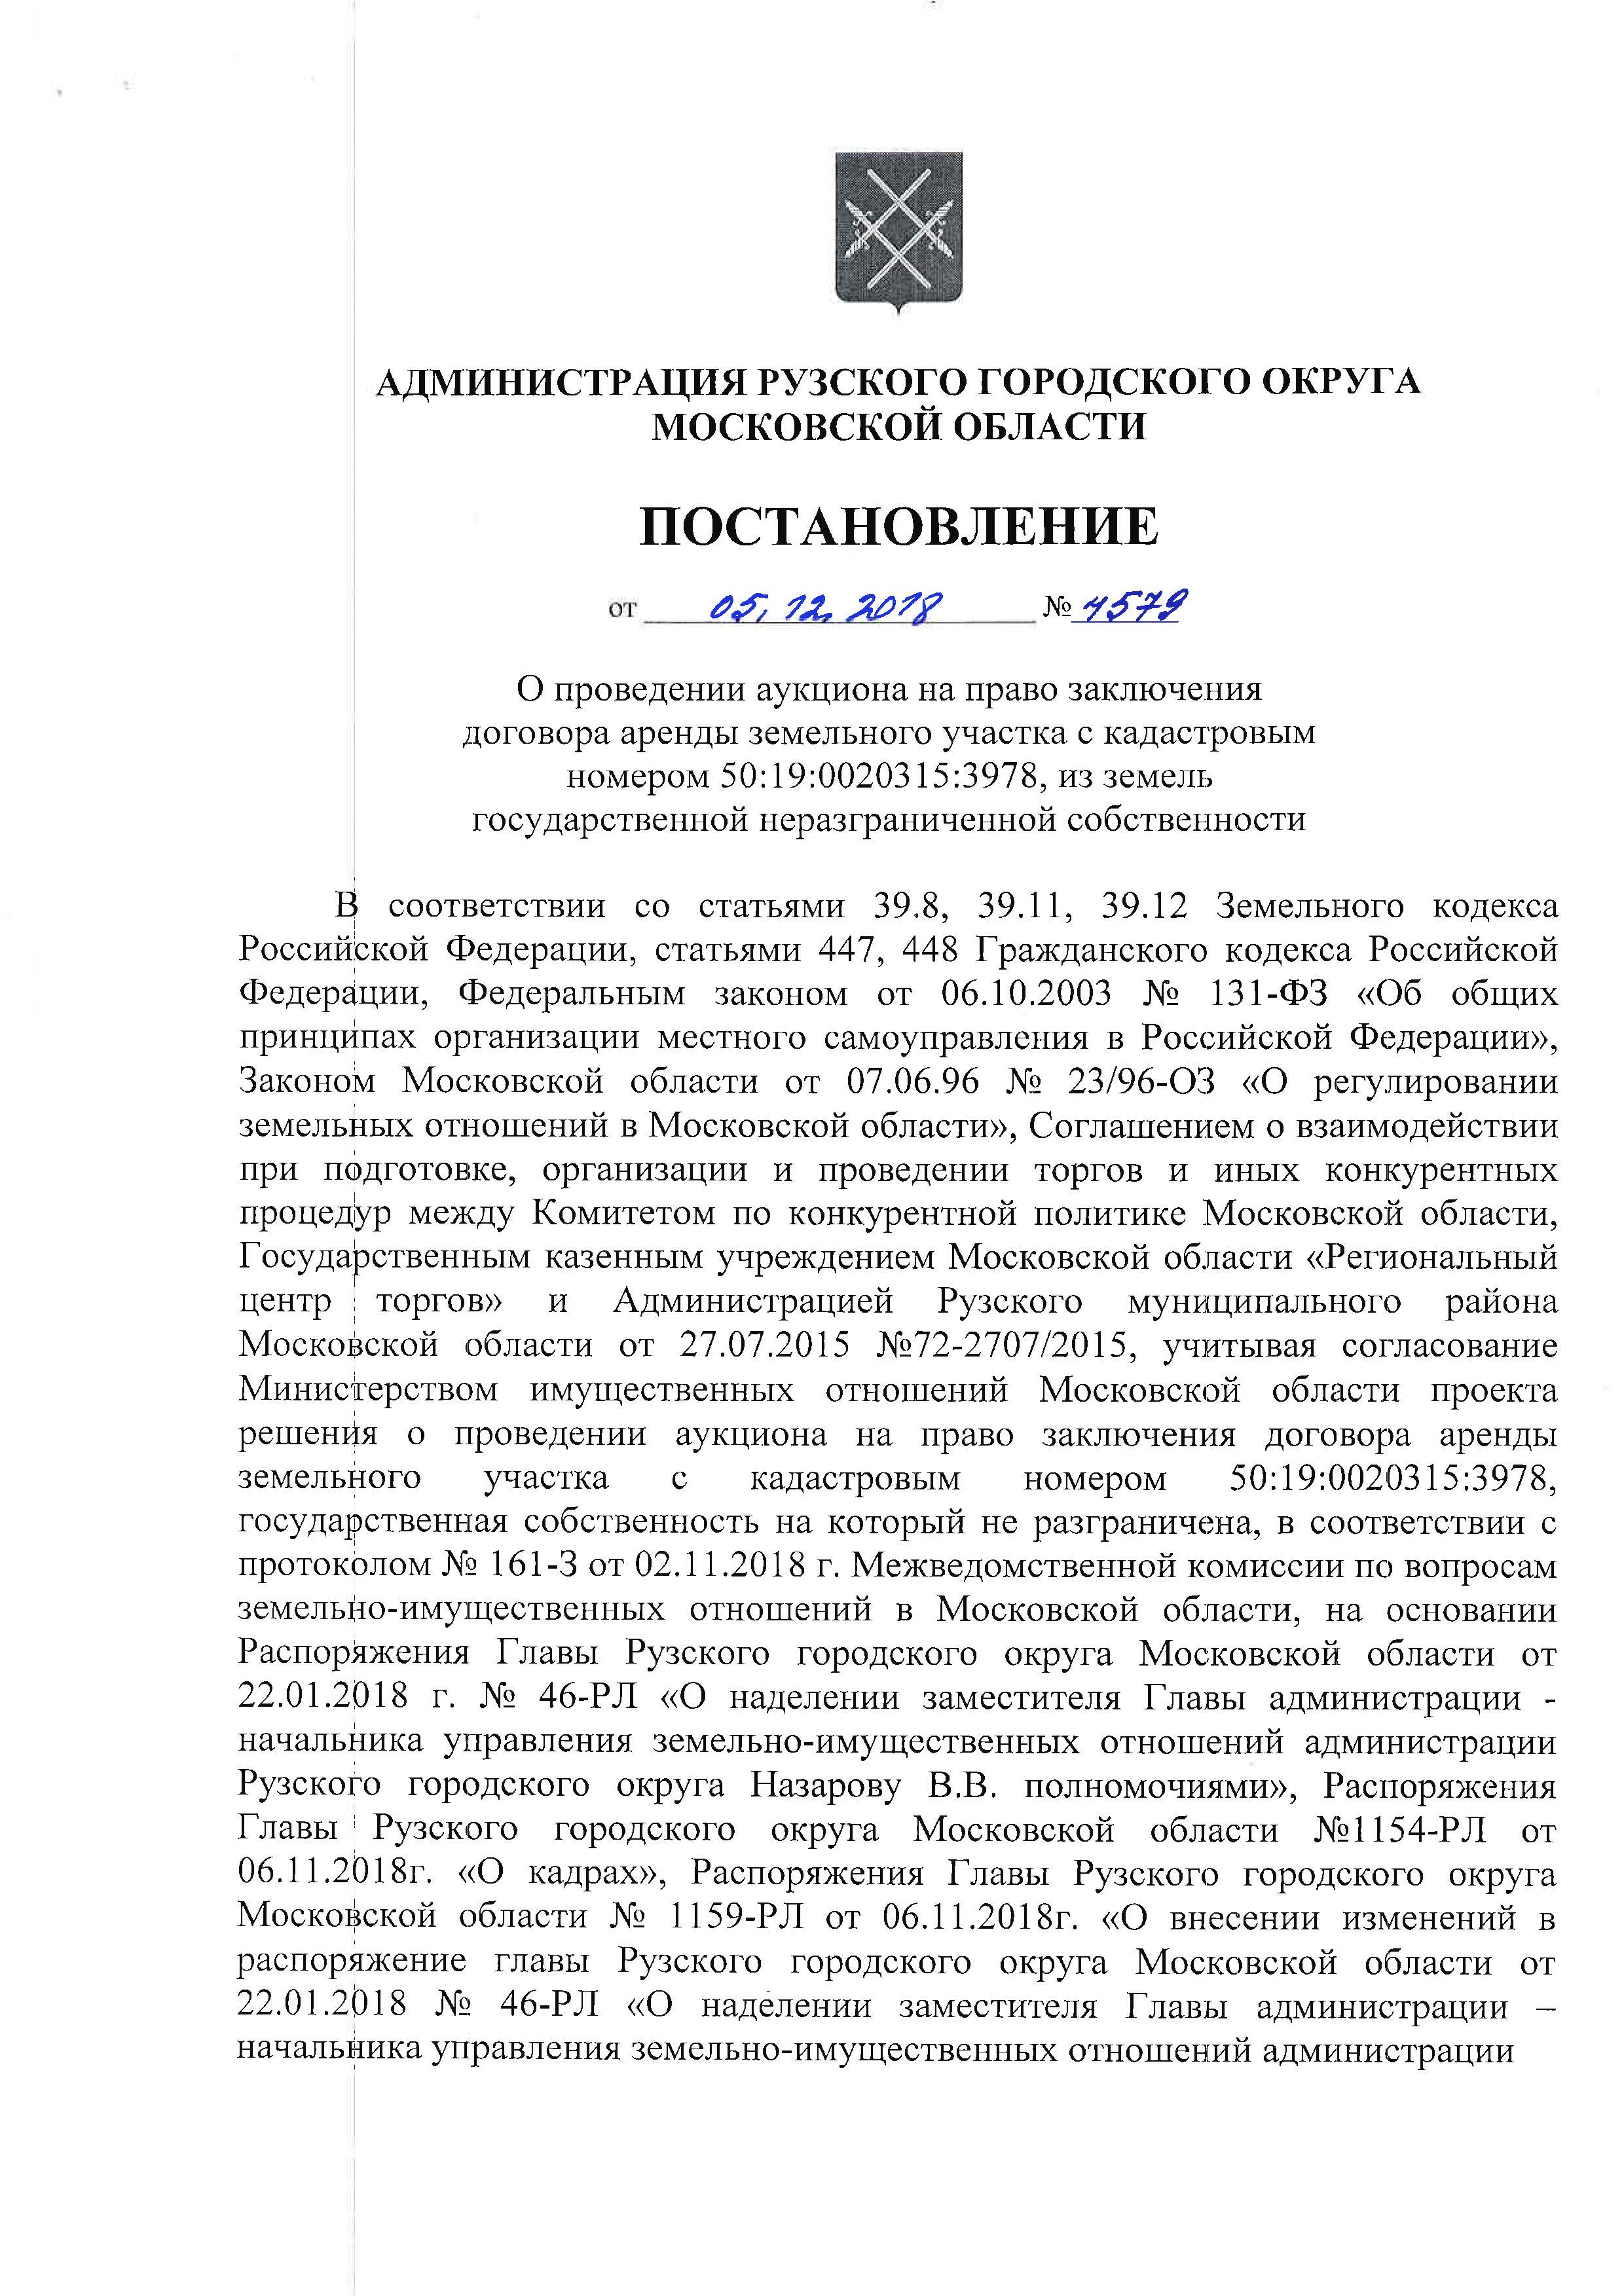 АДМИНИСТРАЦИЯ РУЗСКОГО ГОРОДСКОГО ОКРУГА
МОСКОВСКОЙ ОБЛАСТИ
ПОСТАНОВЛЕНИЕ
от 05.12.2018 № 4579
О проведении аукциона на право заключения
договора аренды земельного участка с кадастровым
номером 50:19:0020315:3978, из земель
государственной неразграниченной собственности
В соответствии со статьями 39.8, 39.11, 39.12 Земельного кодекса
Российской Федерации, статьями 447, 448 Гражданского кодекса Российской
Федерации, Федеральным законом от 06.10.2003 № 131-ФЗ «Об общих
принципах организации местного самоуправления в Российской Федерации»,
Законом Московской области от 07.06.96 № 23/96-ОЗ «О регулировании
земельных отношений в Московской области», Соглашением о взаимодействии
при подготовке, организации и проведении торгов и иных конкурентных
процедур между Комитетом по конкурентной политике Московской области,
Государственным казенным учреждением Московской области «Региональный
центр торгов» и Администрацией Рузского муниципального района
Московской области от 27.07.2015 №72-2707/2015, учитывая согласование
Министерством имущественных отношений Московской области проекта
решения о проведении аукциона на право заключения договора аренды
земельного участка с кадастровым номером 50:19:0020315:3978,
государственная собственность на который не разграничена, в соответствии с
протоколом № 161-З от 02.11.2018 г. Межведомственной комиссии по вопросам
земельно-имущественных отношений в Московской области, на основании
Распоряжения Главы Рузского городского округа Московской области от
22.01.2018 г. № 46-РЛ «О наделении заместителя Главы администрации -
начальника управления земельно-имущественных отношений администрации
Рузского городского округа Назарову В.В. полномочиями», Распоряжения
Главы Рузского городского округа Московской области №1154-РЛ от
06.11.2018г. «О кадрах», Распоряжения Главы Рузского городского округа
Московской области № 1159-РЛ от 06.11.2018г. «О внесении изменений в
распоряжение главы Рузского городского округа Московской области от
22.01.2018 № 46-РЛ «О наделении заместителя Главы администрации –
начальника управления земельно-имущественных отношений администрации